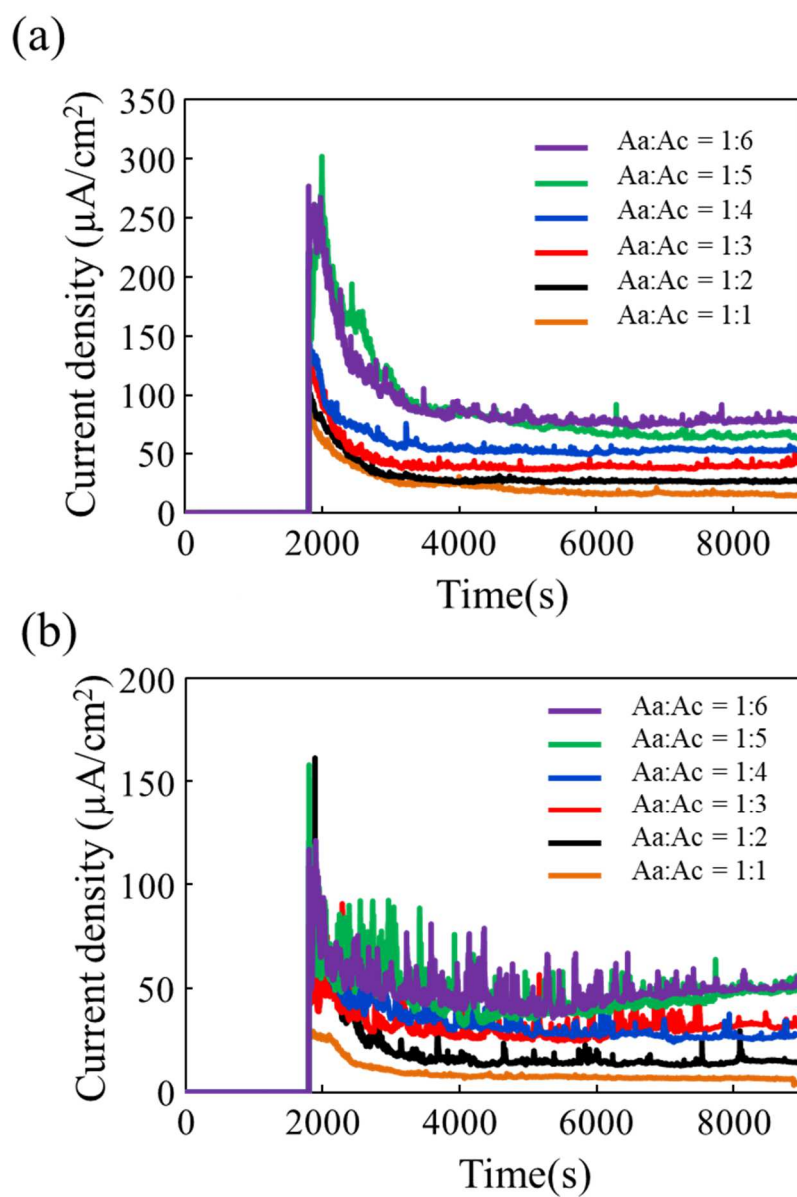 (a)
350
300
250
200
150
100
50
0
Current density (µA/cm²)
Aa:Ac = 1:6
Aa:Ac = 1:5
Aa:Ac = 1:4
Aa:Ac = 1:3
Aa:Ac = 1:2
Aa:Ac = 1:1
0 2000 4000 6000 8000
Time(s)
(b)
200
150
100
50
0
Current density (µA/cm²)
Aa:Ac = 1:6
Aa:Ac = 1:5
Aa:Ac = 1:4
Aa:Ac = 1:3
Aa:Ac = 1:2
Aa:Ac = 1:1
0 2000 4000 6000 8000
Time(s)